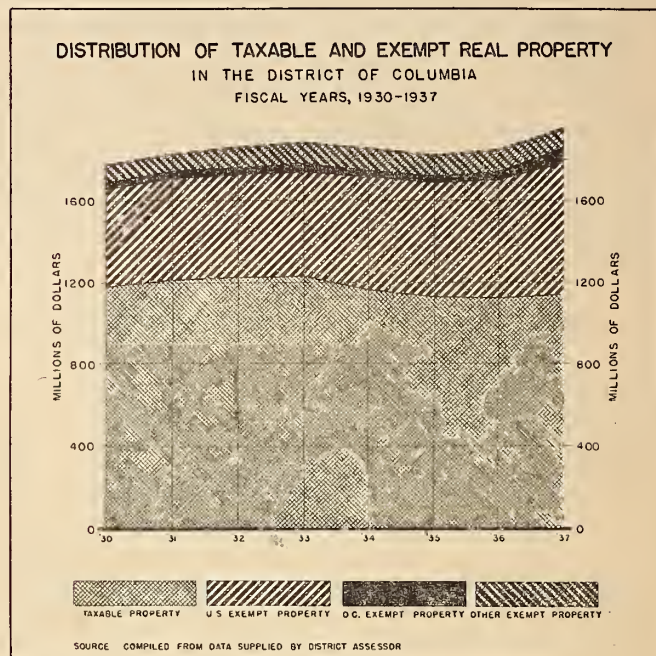 DISTRIBUTION OF TAXABLE AND EXEMPT REAL PROPERTY
IN THE DISTRICT OF COLUMBIA
FISCAL YEARS, 1930-1937
MILLIONS OF DOLLARS
1600
1200
800
400
0
1600
1200
800
400
0
MILLIONS OF DOLLARS
'30 31 32 33 34 35 36 37
TAXABLE PROPERTY U.S EXEMPT PROPERTY D.C. EXEMPT PROPERTY OTHER EXEMPT PROPERTY
SOURCE COMPILED FROM DATA SUPPLIED BY DISTRICT ASSESSOR